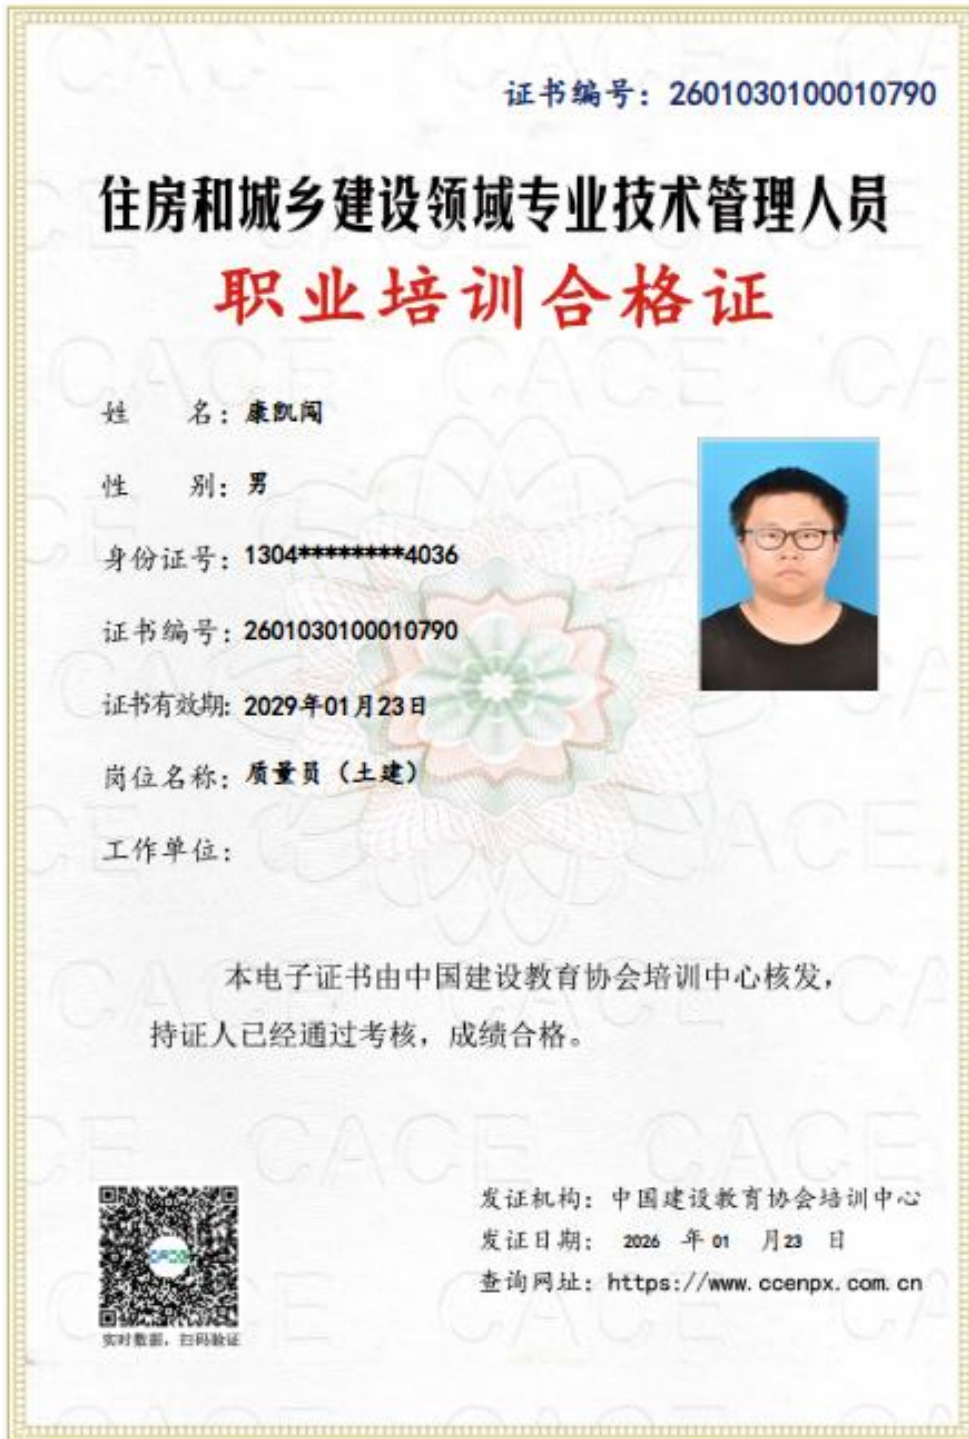 证书编号：2601030100010790
住房和城乡建设领域专业技术管理人员
职业培训合格证
姓 名：康凯闯
性 别：男
身份证号：1304********4036
证书编号：2601030100010790
证书有效期：2029年01月23日
岗位名称：质量员（土建）
工作单位：
本电子证书由中国建设教育协会培训中心核发，
持证人已经通过考核，成绩合格。
发证机构：中国建设教育协会培训中心
发证日期： 2026 年 01 月 23 日
查询网址：https://www.ccenpx.com.cn
实时数据，扫码验证
CACE